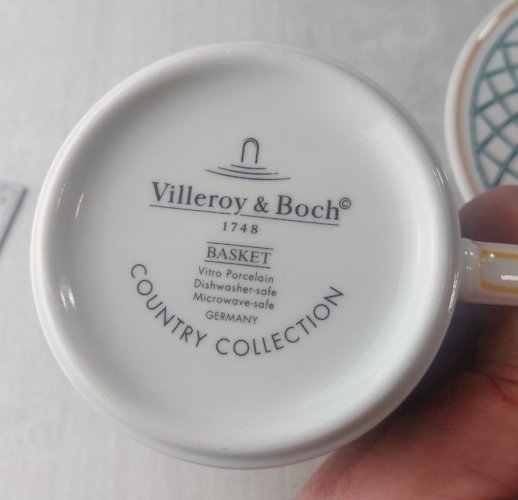 Villeroy & Boch©
1748
BASKET
Vitro Porcelain
Dishwasher-safe
Microwave-safe
GERMANY
COUNTRY COLLECTION